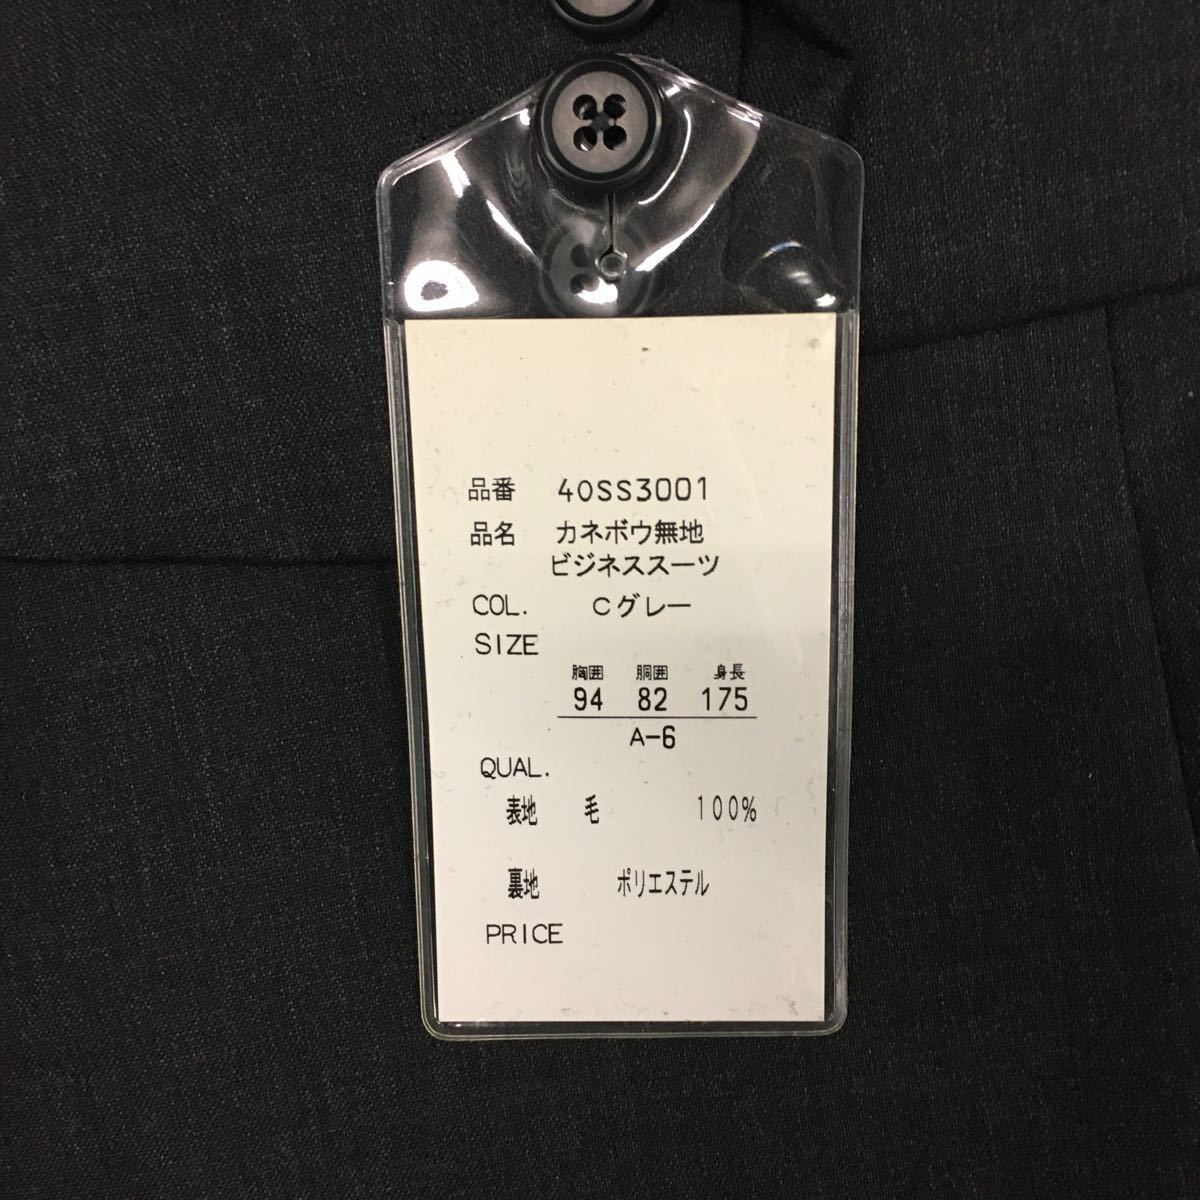 品番 40SS3001
品名 カネボウ無地
ビジネススーツ
COL. Cグレー
SIZE
胸囲 胴囲 身長
94 82 175
A-6
QUAL.
表地 毛 100%
裏地 ポリエステル
PRICE